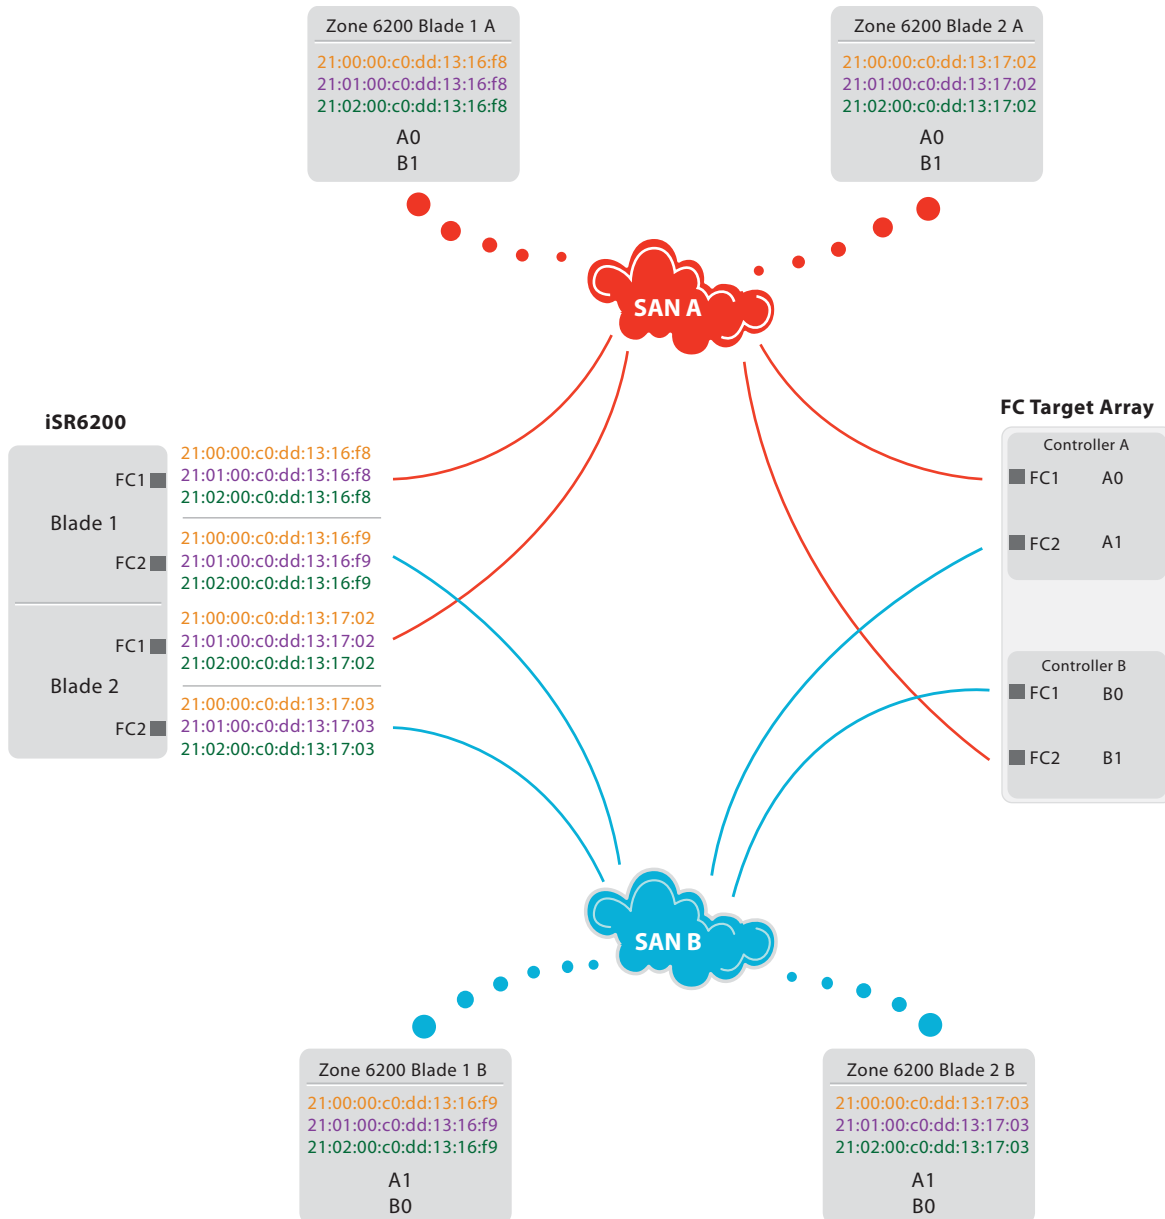 Zone 6200 Blade 1 A
21:00:00:c0:dd:13:16:f8
21:01:00:c0:dd:13:16:f8
21:02:00:c0:dd:13:16:f8
A0
B1
Zone 6200 Blade 2 A
21:00:00:c0:dd:13:17:02
21:01:00:c0:dd:13:17:02
21:02:00:c0:dd:13:17:02
A0
B1
SAN A
iSR6200
Blade 1
FC1
21:00:00:c0:dd:13:16:f8
21:01:00:c0:dd:13:16:f8
21:02:00:c0:dd:13:16:f8
FC2
21:00:00:c0:dd:13:16:f9
21:01:00:c0:dd:13:16:f9
21:02:00:c0:dd:13:16:f9
Blade 2
FC1
21:00:00:c0:dd:13:17:02
21:01:00:c0:dd:13:17:02
21:02:00:c0:dd:13:17:02
FC2
21:00:00:c0:dd:13:17:03
21:01:00:c0:dd:13:17:03
21:02:00:c0:dd:13:17:03
FC Target Array
Controller A
FC1 A0
FC2 A1
Controller B
FC1 B0
FC2 B1
SAN B
Zone 6200 Blade 1 B
21:00:00:c0:dd:13:16:f9
21:01:00:c0:dd:13:16:f9
21:02:00:c0:dd:13:16:f9
A1
B0
Zone 6200 Blade 2 B
21:00:00:c0:dd:13:17:03
21:01:00:c0:dd:13:17:03
21:02:00:c0:dd:13:17:03
A1
B0